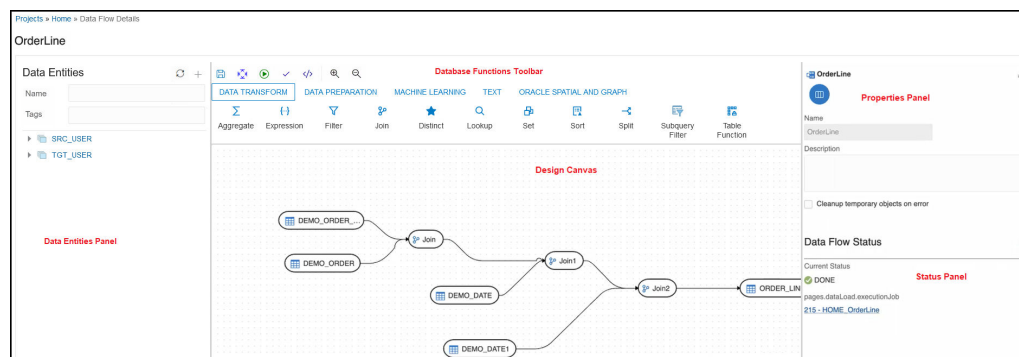 Projects » Home » Data Flow Details
OrderLine
Data Entities
Name
Tags
SRC_USER
TGT_USER
Data Entities Panel
Database Functions Toolbar
DATA TRANSFORM DATA PREPARATION MACHINE LEARNING TEXT ORACLE SPATIAL AND GRAPH
Aggregate Expression Filter Join Distinct Lookup Set Sort Split Subquery Filter Table Function
Design Canvas
DEMO_ORDER_...
Join
DEMO_ORDER
Join1
DEMO_DATE
Join2
ORDER_LIN
DEMO_DATE1
OrderLine
Properties Panel
Name
OrderLine
Description
Cleanup temporary objects on error
Data Flow Status
Current Status
Status Panel
DONE
pages.dataLoad.executionJob
215 - HOME_OrderLine